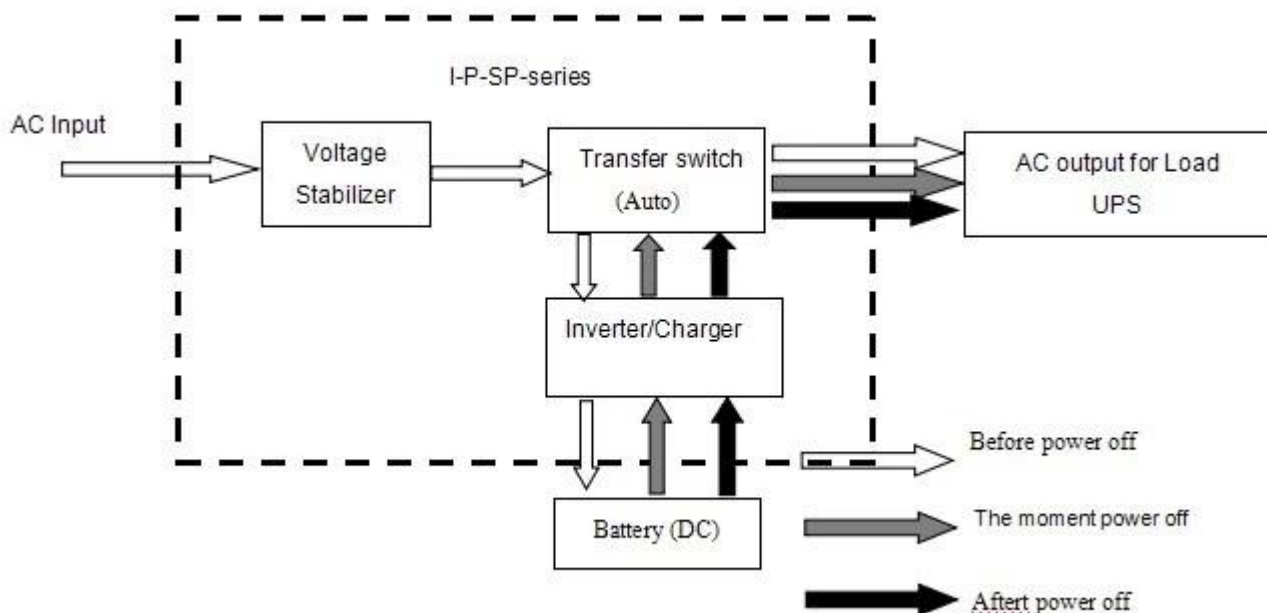 I-P-SP-series
AC Input
Voltage
Stabilizer
Transfer switch
(Auto)
AC output for Load
UPS
Inverter/Charger
Before power off
Battery (DC)
The moment power off
Aftert power off